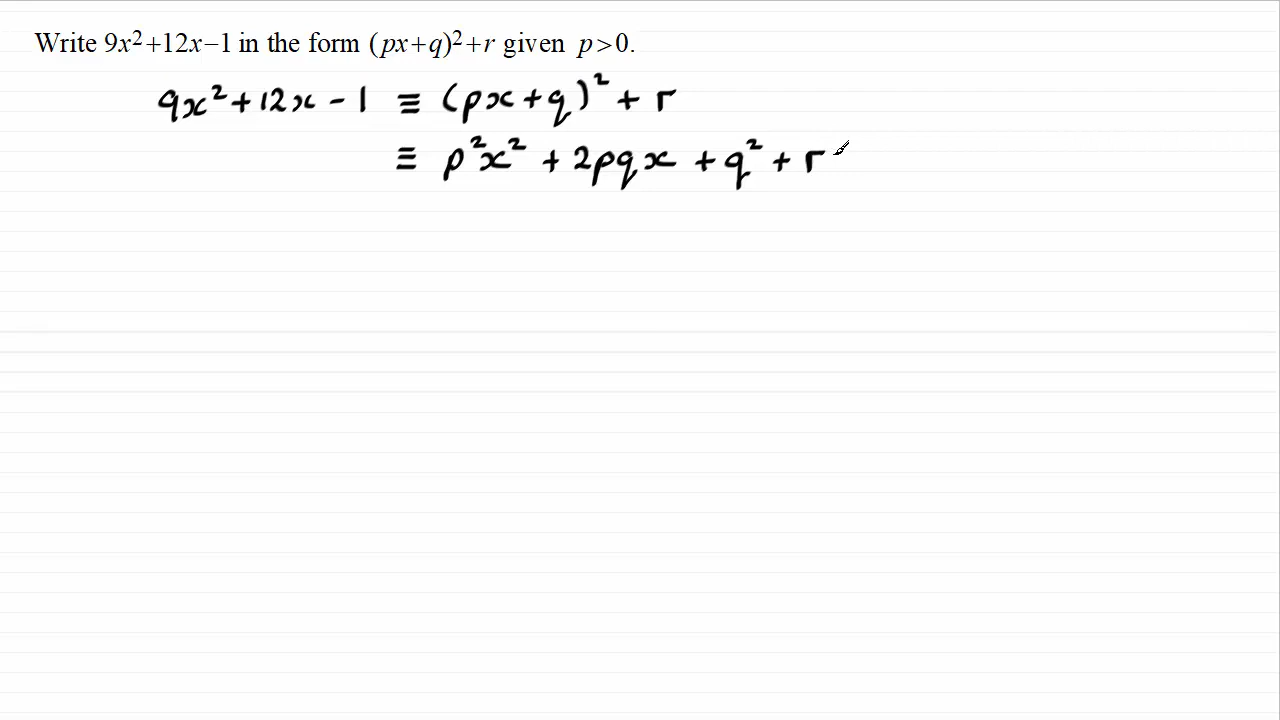 Write 9x²+12x−1 in the form (px+q)²+r given p>0.
9x² + 12x − 1 ≡ (px + q)² + r
≡ p²x² + 2pqx + q² + r